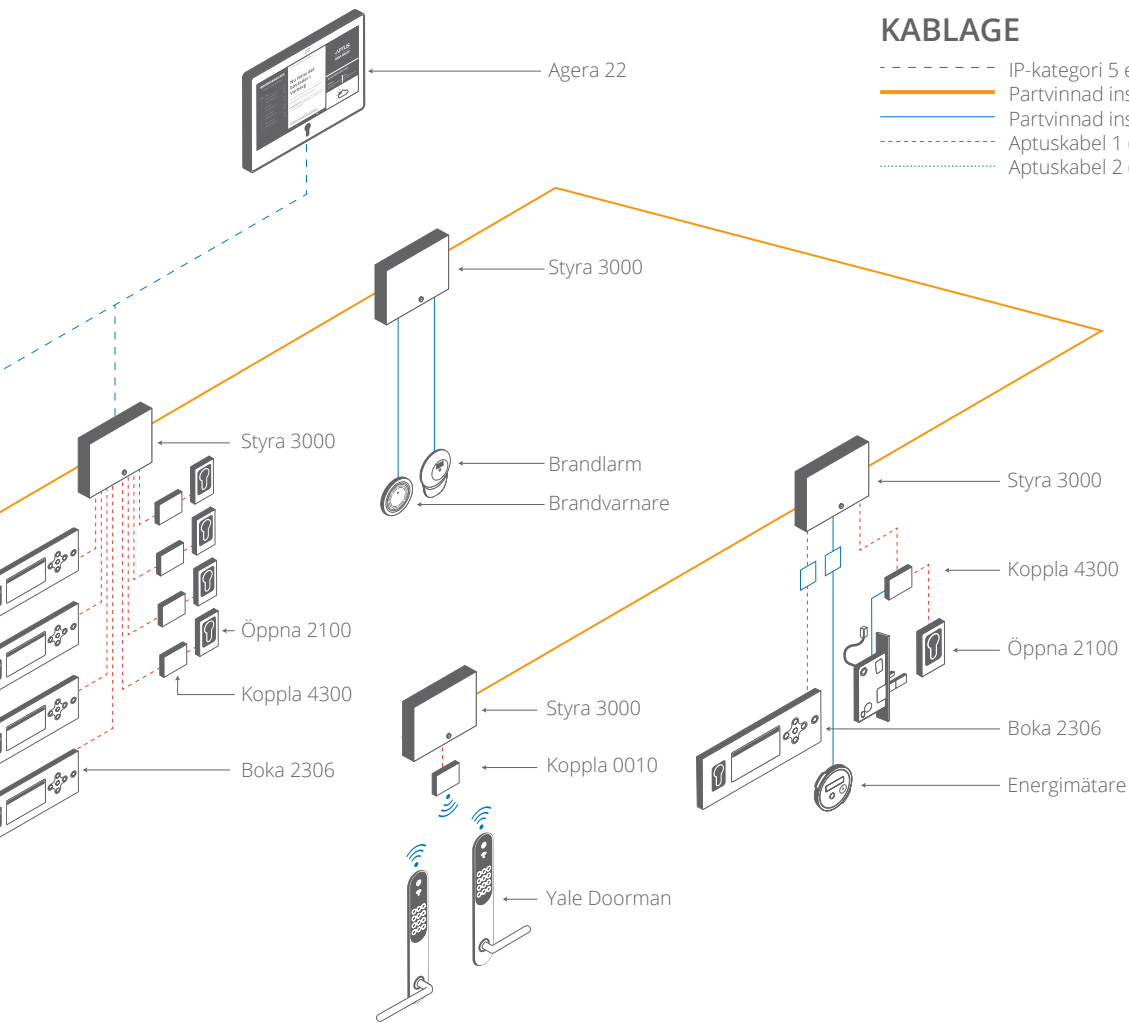 KABLAGE
IP-kategori 5 e
Partvinnad ins
Partvinnad ins
Aptuskabel 1
Aptuskabel 2
Agera 22
APTUS
Styra 3000
Styra 3000
Brandlarm
Brandvarnare
Styra 3000
Koppla 4300
Öppna 2100
Öppna 2100
Koppla 4300
Styra 3000
Boka 2306
Koppla 0010
Boka 2306
Energimätare
Yale Doorman